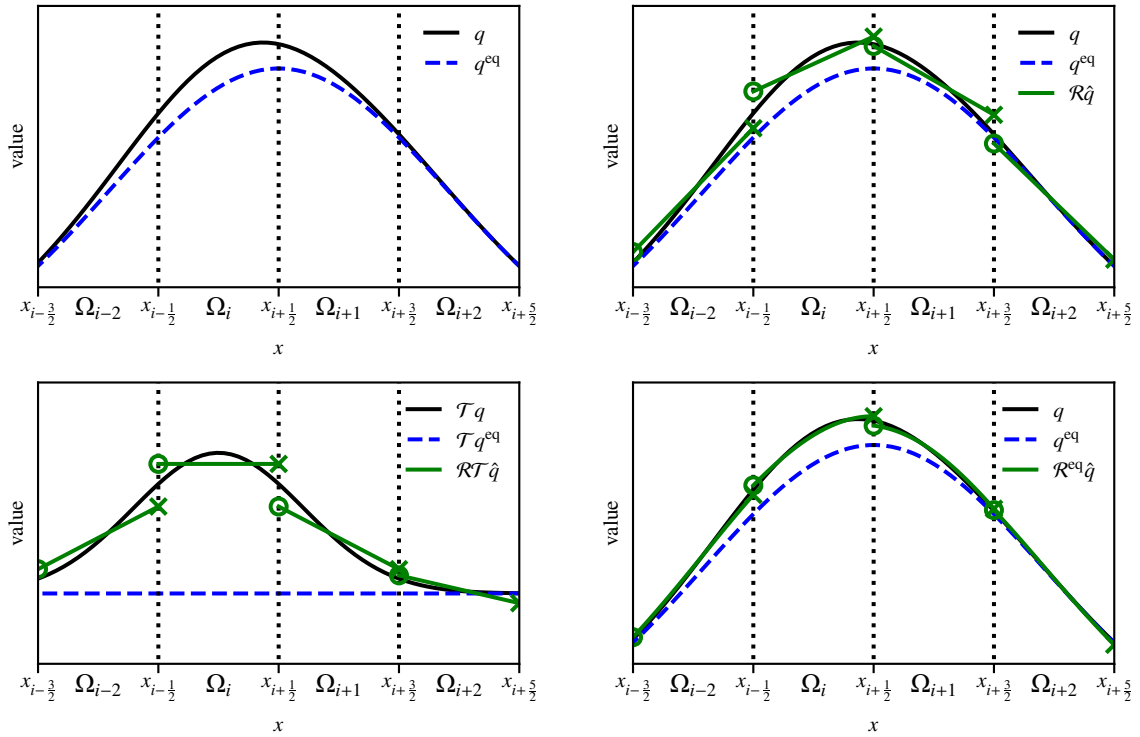 value
q
q^eq
x_{i-3/2} Ω_{i-2} x_{i-1/2} Ω_i x_{i+1/2} Ω_{i+1} x_{i+3/2} Ω_{i+2} x_{i+5/2}
x
value
q
q^eq
ℛq̂
x_{i-3/2} Ω_{i-2} x_{i-1/2} Ω_i x_{i+1/2} Ω_{i+1} x_{i+3/2} Ω_{i+2} x_{i+5/2}
x
value
𝒯q
𝒯q^eq
ℛ𝒯q̂
x_{i-3/2} Ω_{i-2} x_{i-1/2} Ω_i x_{i+1/2} Ω_{i+1} x_{i+3/2} Ω_{i+2} x_{i+5/2}
x
value
q
q^eq
ℛ^eq q̂
x_{i-3/2} Ω_{i-2} x_{i-1/2} Ω_i x_{i+1/2} Ω_{i+1} x_{i+3/2} Ω_{i+2} x_{i+5/2}
x